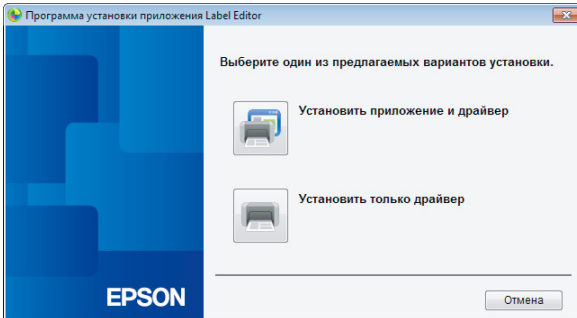 Программа установки приложения Label Editor
Выберите один из предлагаемых вариантов установки.
Установить приложение и драйвер
Установить только драйвер
EPSON
Отмена